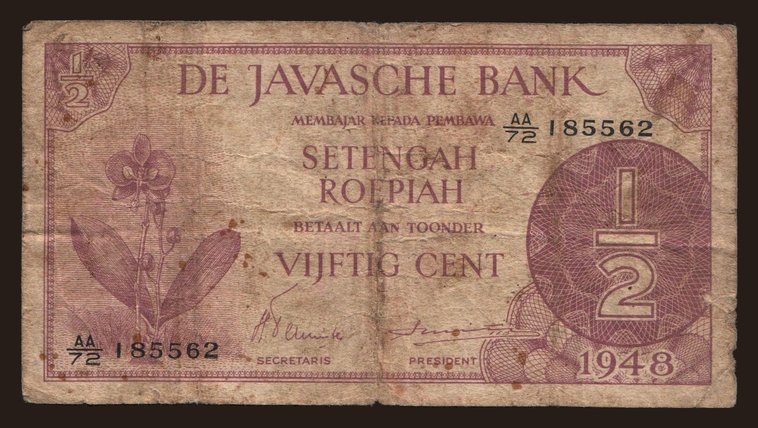 1/2
DE JAVASCHE BANK
MEMBAJAR KEPADA PEMBAWA
AA/72 185562
SETENGAH
ROEPIAH
BETAALT AAN TOONDER
VIJFTIG CENT
1/2
AA/72 185562
SECRETARIS
PRESIDENT
1948